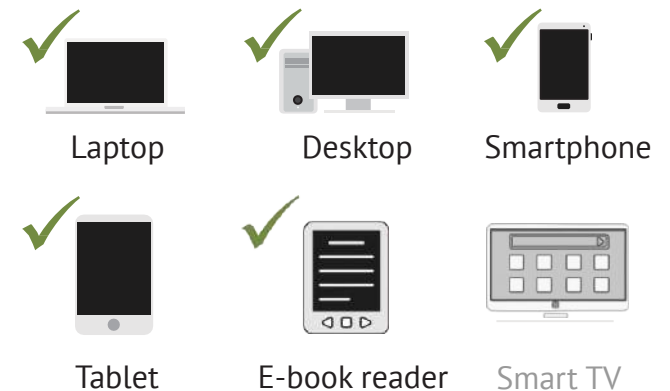 Laptop
Desktop
Smartphone
Tablet
E-book reader
Smart TV